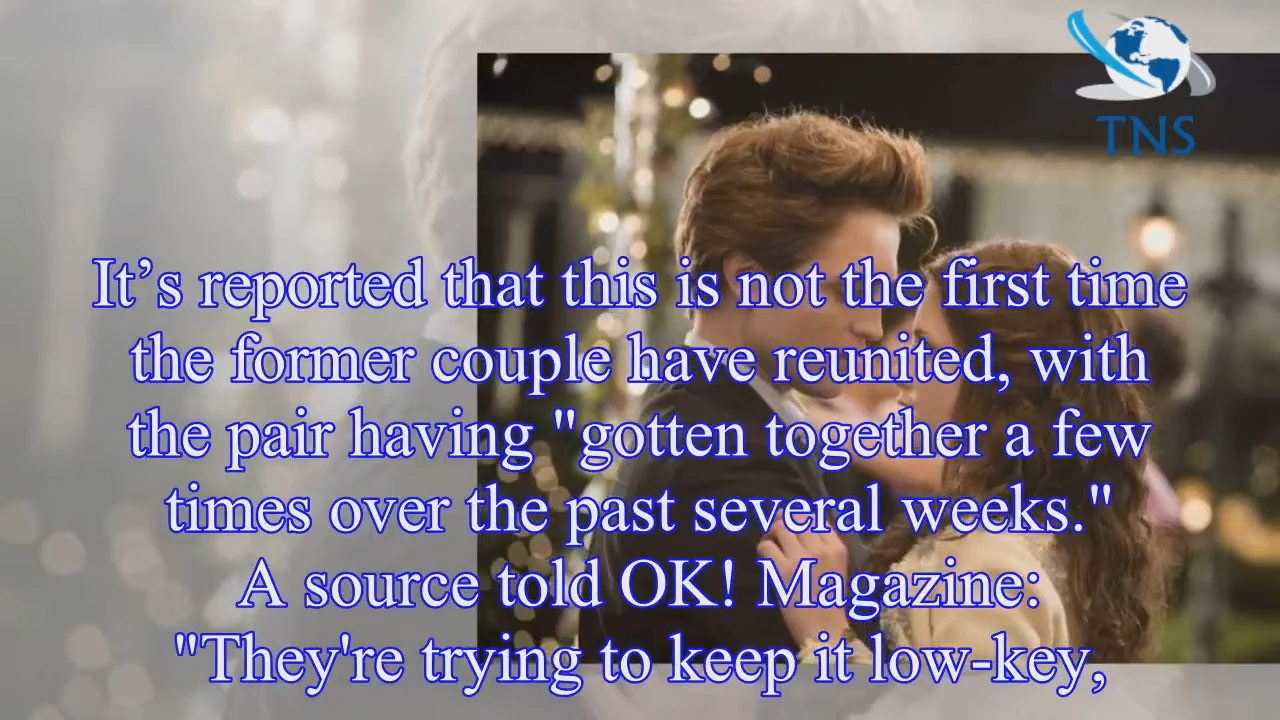 TNS
It’s reported that this is not the first time
the former couple have reunited, with
the pair having "gotten together a few
times over the past several weeks."
A source told OK! Magazine:
"They're trying to keep it low-key,